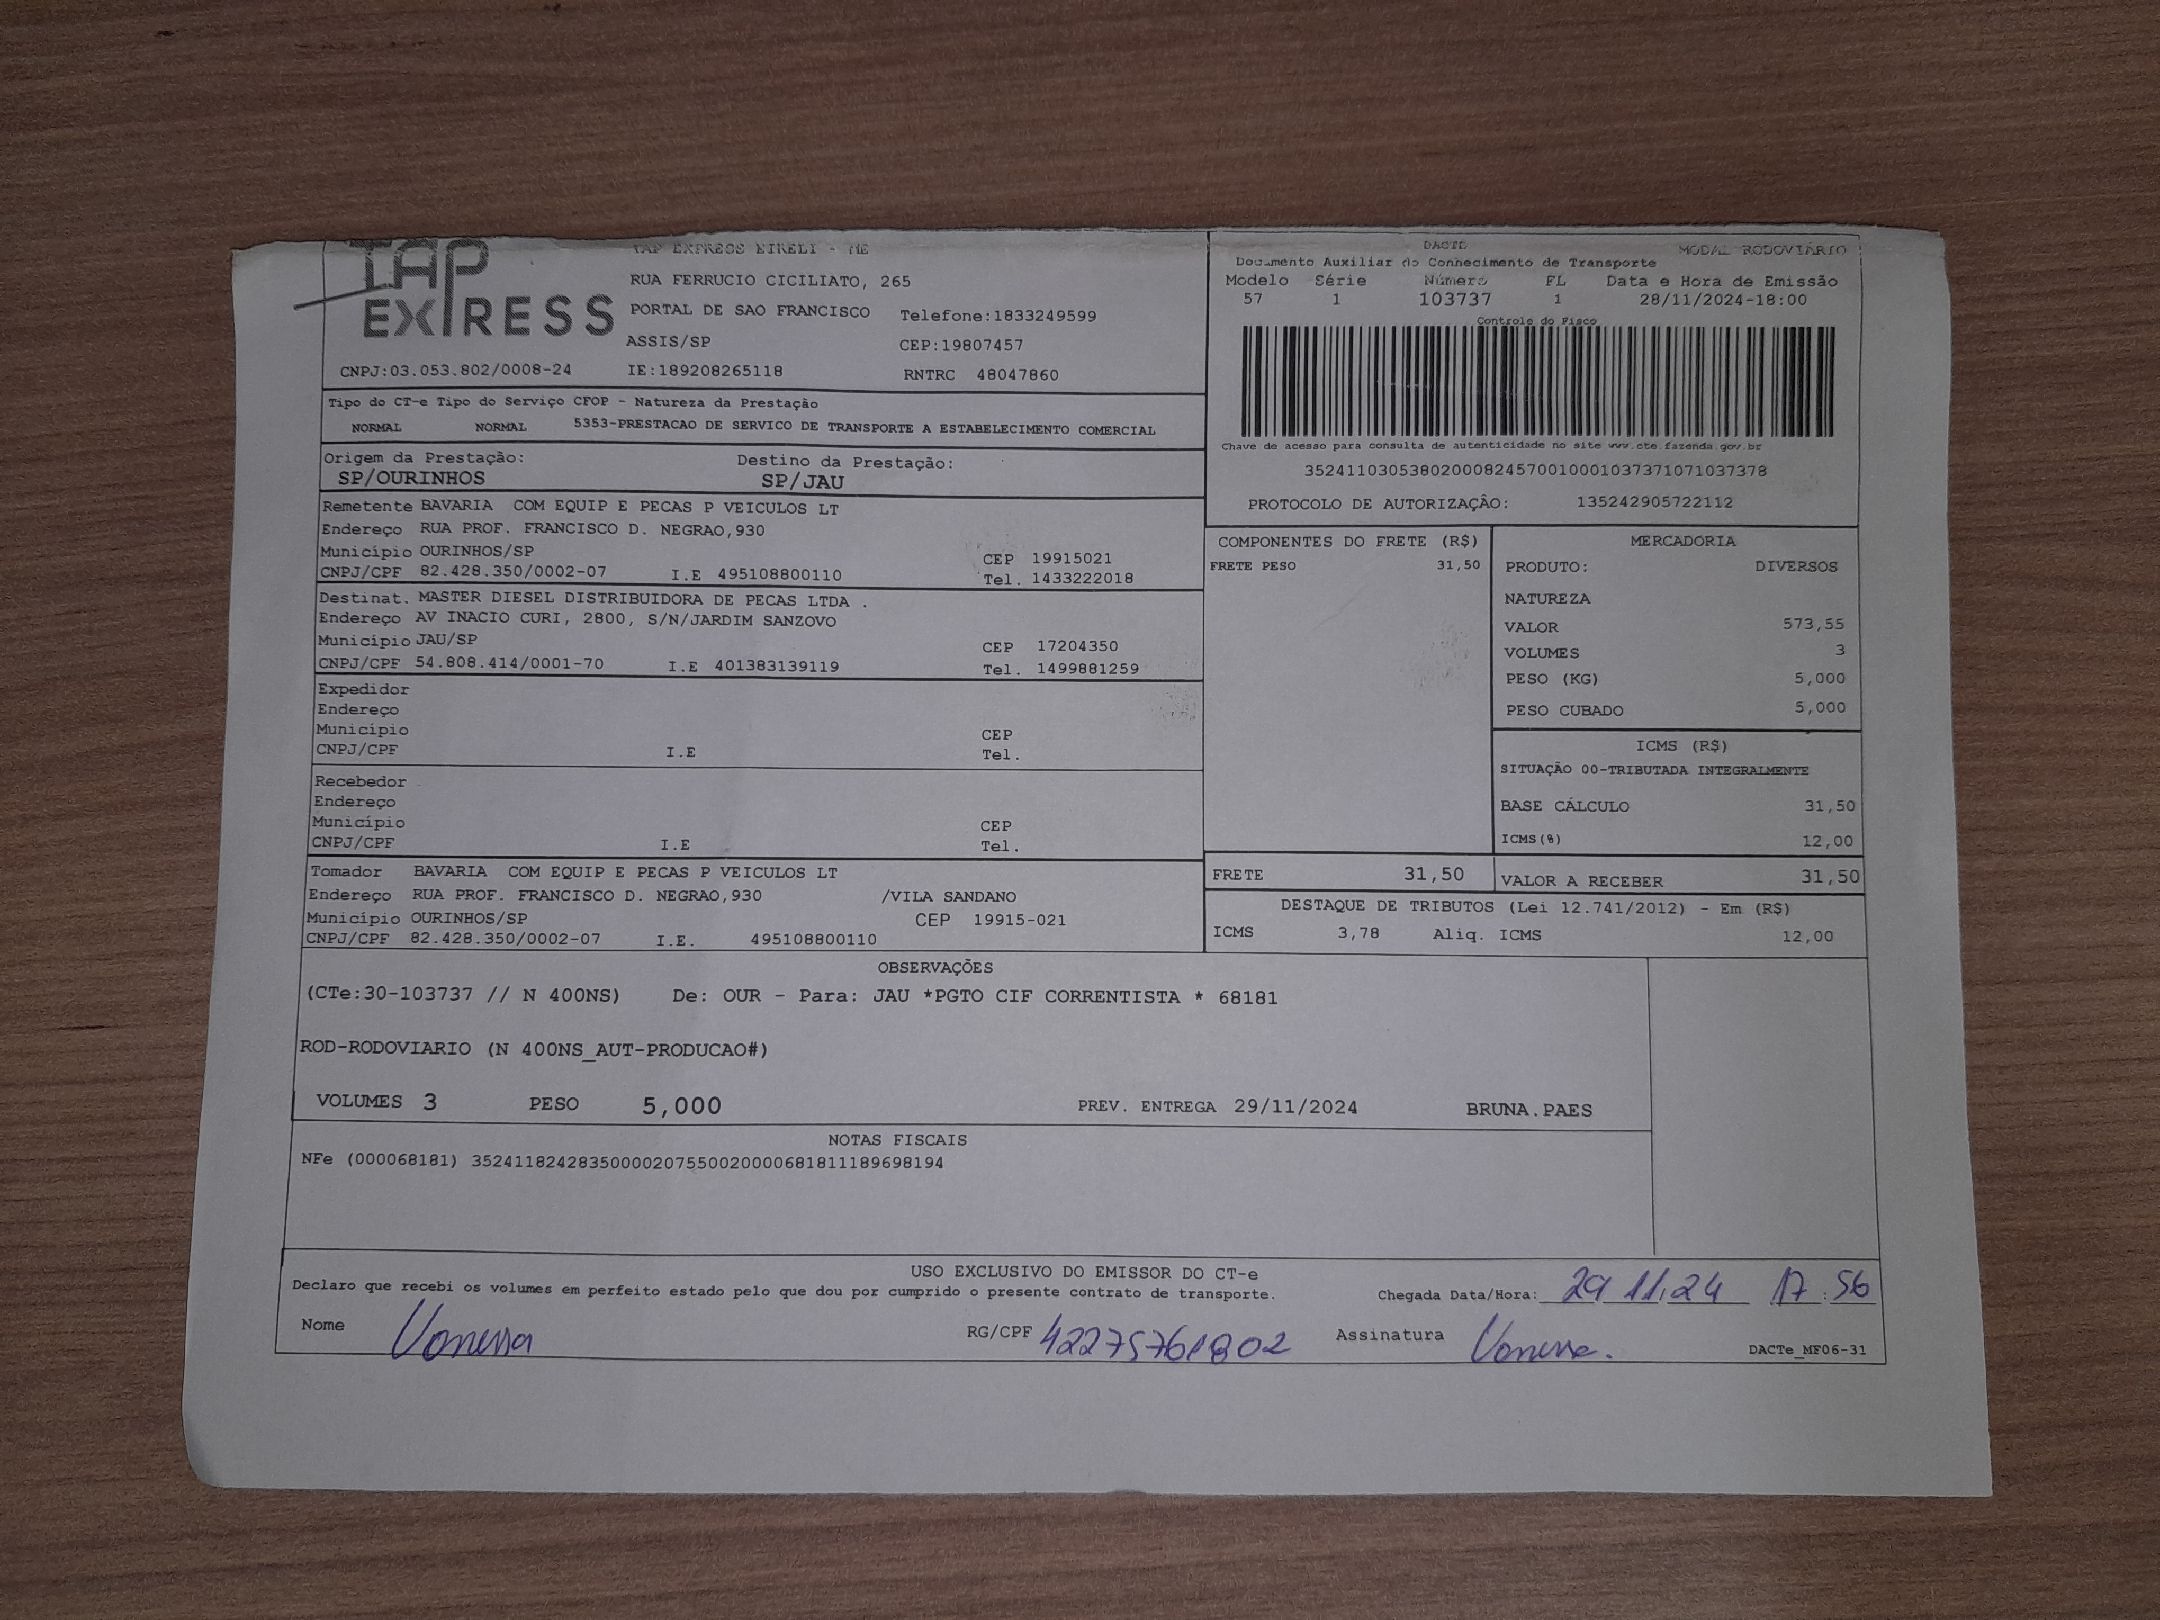 TAP EXPRESS
TAP EXPRESS EIRELI - ME
RUA FERRUCIO CICILIATO, 265
PORTAL DE SAO FRANCISCO Telefone:1833249599
ASSIS/SP CEP:19807457
CNPJ:03.053.802/0008-24 IE:189208265118 RNTRC 48047860
DACTE MODAL RODOVIÁRIO
Documento Auxiliar do Conhecimento de Transporte
Modelo Série Número FL Data e Hora de Emissão
57 1 103737 1 28/11/2024-18:00
Controle do Fisco
Chave de acesso para consulta de autenticidade no site www.cte.fazenda.gov.br
35241103053802000824570010001037371071037378
PROTOCOLO DE AUTORIZAÇÃO: 135242905722112
Tipo do CT-e Tipo do Serviço CFOP - Natureza da Prestação
NORMAL NORMAL 5353-PRESTACAO DE SERVICO DE TRANSPORTE A ESTABELECIMENTO COMERCIAL
Origem da Prestação: Destino da Prestação:
SP/OURINHOS SP/JAU
Remetente BAVARIA COM EQUIP E PECAS P VEICULOS LT
Endereço RUA PROF. FRANCISCO D. NEGRAO,930
Município OURINHOS/SP CEP 19915021
CNPJ/CPF 82.428.350/0002-07 I.E 495108800110 Tel. 1433222018
Destinat. MASTER DIESEL DISTRIBUIDORA DE PECAS LTDA .
Endereço AV INACIO CURI, 2800, S/N/JARDIM SANZOVO
Município JAU/SP CEP 17204350
CNPJ/CPF 54.808.414/0001-70 I.E 401383139119 Tel. 1499881259
Expedidor
Endereço
Município CEP
CNPJ/CPF I.E Tel.
Recebedor
Endereço
Município CEP
CNPJ/CPF I.E Tel.
Tomador BAVARIA COM EQUIP E PECAS P VEICULOS LT
Endereço RUA PROF. FRANCISCO D. NEGRAO,930 /VILA SANDANO
Município OURINHOS/SP CEP 19915-021
CNPJ/CPF 82.428.350/0002-07 I.E. 495108800110
COMPONENTES DO FRETE (R$)
FRETE PESO 31,50
MERCADORIA
PRODUTO: DIVERSOS
NATUREZA
VALOR 573,55
VOLUMES 3
PESO (KG) 5,000
PESO CUBADO 5,000
ICMS (R$)
SITUAÇÃO 00-TRIBUTADA INTEGRALMENTE
BASE CÁLCULO 31,50
ICMS(%) 12,00
FRETE 31,50 VALOR A RECEBER 31,50
DESTAQUE DE TRIBUTOS (Lei 12.741/2012) - Em (R$)
ICMS 3,78 Aliq. ICMS 12,00
OBSERVAÇÕES
(CTe:30-103737 // N 400NS) De: OUR - Para: JAU *PGTO CIF CORRENTISTA * 68181
ROD-RODOVIARIO (N 400NS_AUT-PRODUCAO#)
VOLUMES 3 PESO 5,000 PREV. ENTREGA 29/11/2024 BRUNA.PAES
NOTAS FISCAIS
NFe (000068181) 35241182428350000207550020000681811189698194
USO EXCLUSIVO DO EMISSOR DO CT-e
Declaro que recebi os volumes em perfeito estado pelo que dou por cumprido o presente contrato de transporte. Chegada Data/Hora: 29 11.24 17:56
Nome Vanessa RG/CPF 42275761802 Assinatura Vanessa.
DACTe_MF06-31